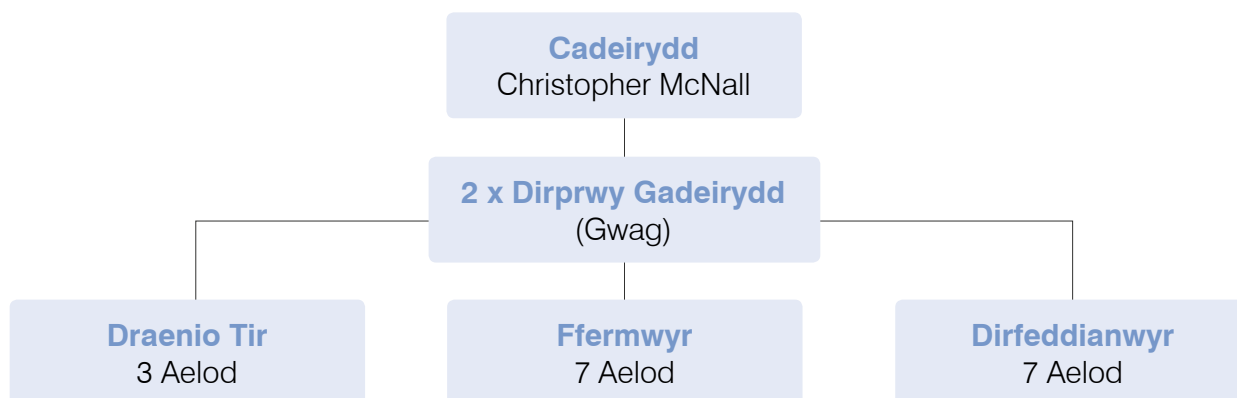 Cadeirydd
Christopher McNall
2 x Dirprwy Gadeirydd
(Gwag)
Draenio Tir
3 Aelod
Ffermwyr
7 Aelod
Dirfeddianwyr
7 Aelod